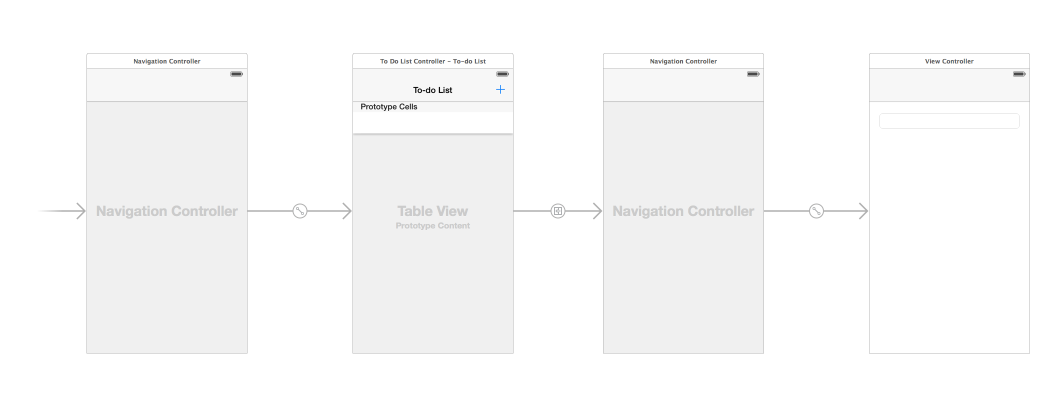 Navigation Controller
To Do List Controller - To-do List
Navigation Controller
View Controller
To-do List
Prototype Cells
Navigation Controller
Table View
Prototype Content
Navigation Controller